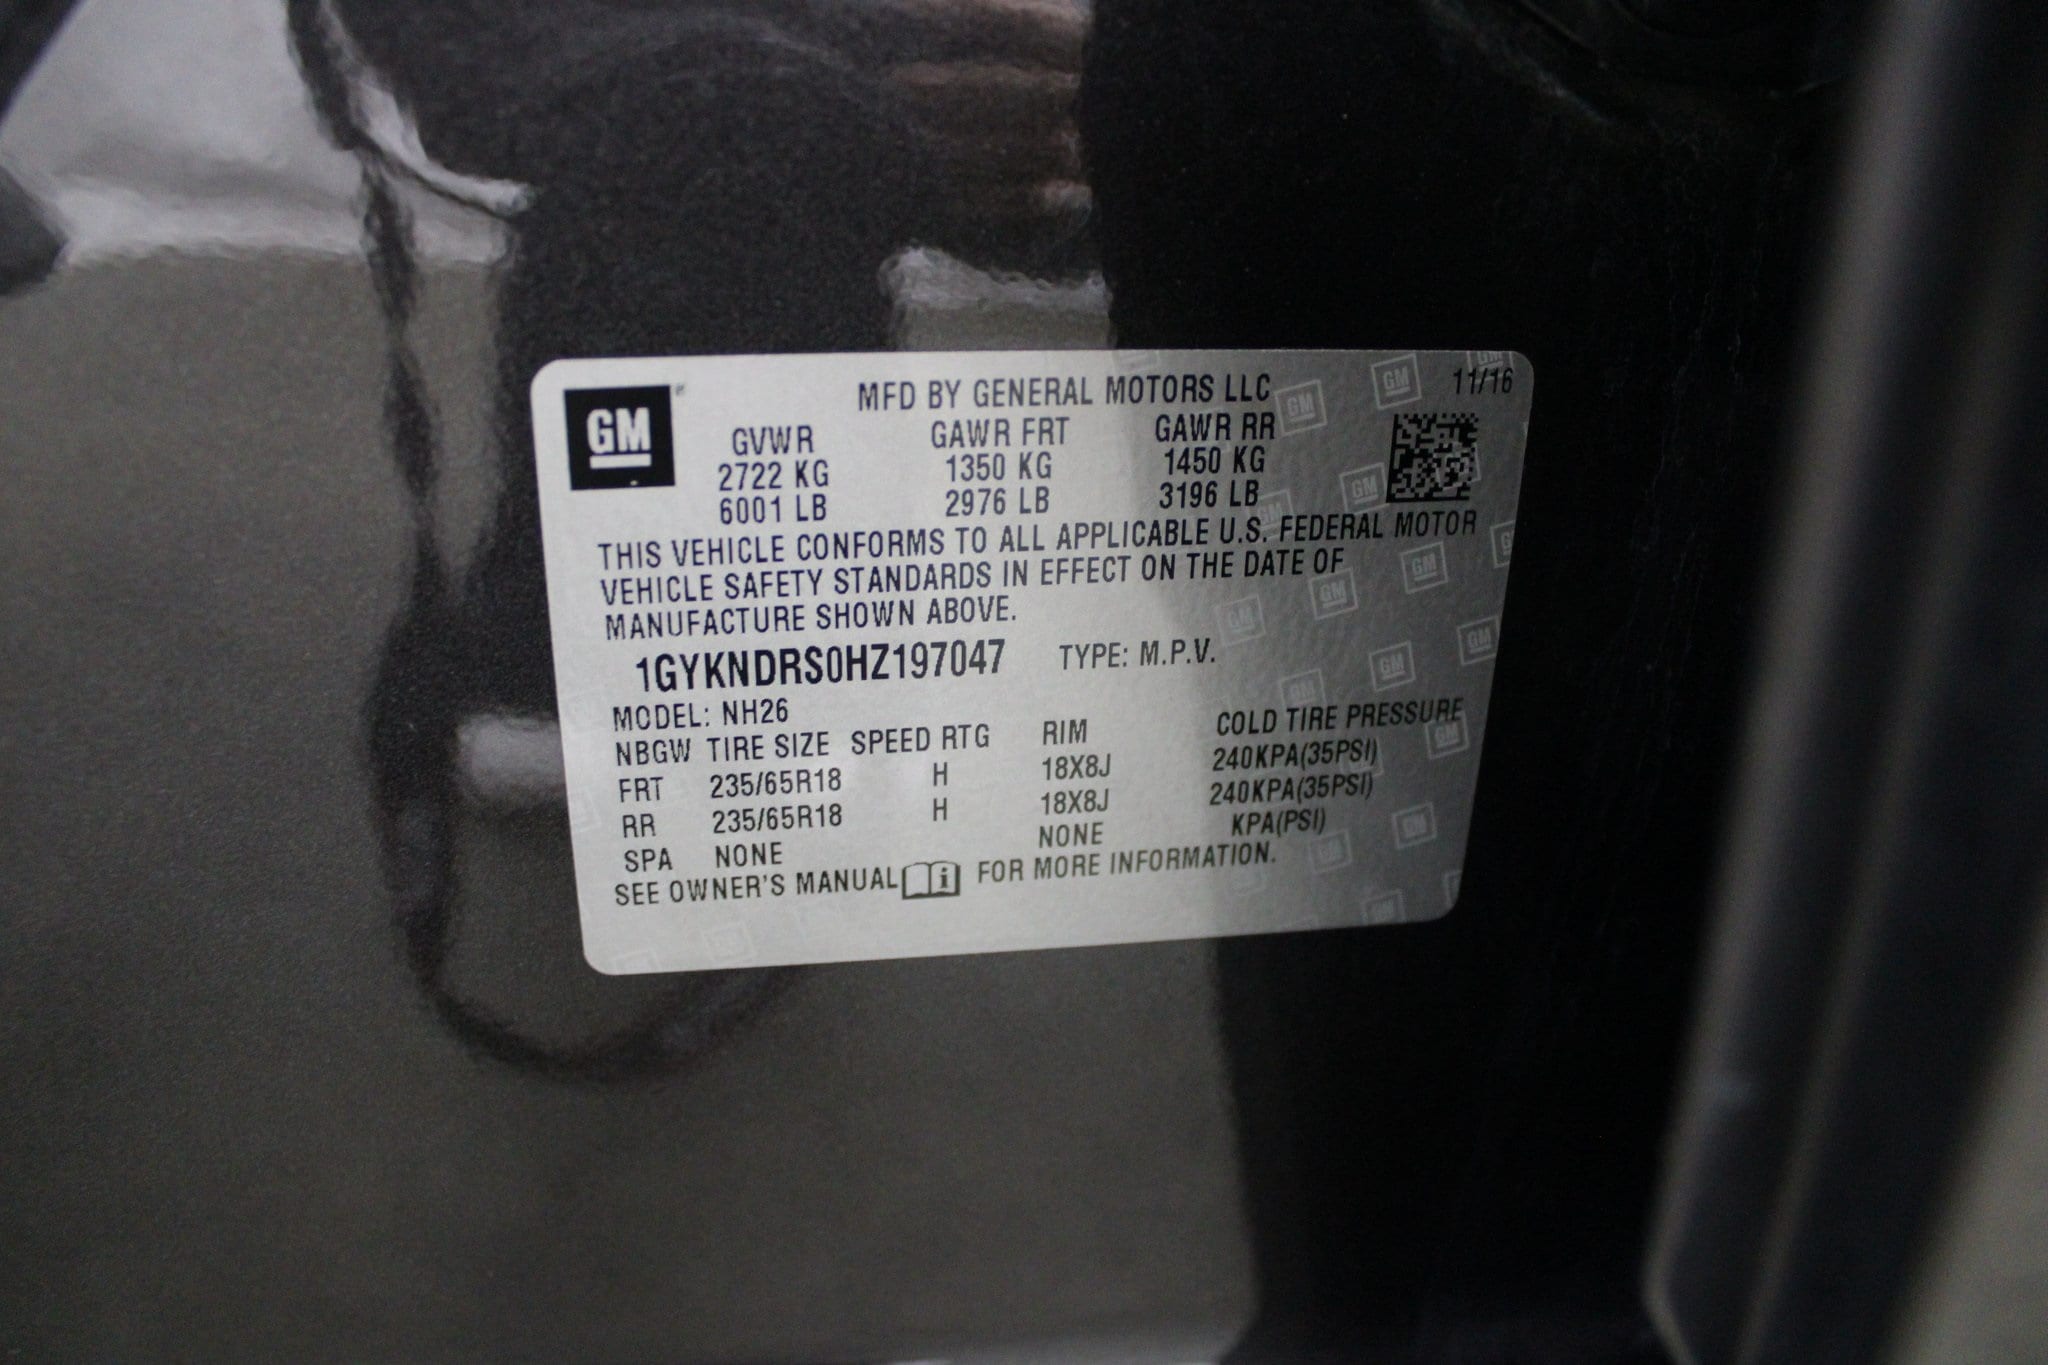 GM
MFD BY GENERAL MOTORS LLC 11/16
GVWR GAWR FRT GAWR RR
2722 KG 1350 KG 1450 KG
6001 LB 2976 LB 3196 LB
THIS VEHICLE CONFORMS TO ALL APPLICABLE U.S. FEDERAL MOTOR
VEHICLE SAFETY STANDARDS IN EFFECT ON THE DATE OF
MANUFACTURE SHOWN ABOVE.
1GYKNDRS0HZ197047 TYPE: M.P.V.
MODEL: NH26
NBGW TIRE SIZE SPEED RTG RIM COLD TIRE PRESSURE
FRT 235/65R18 H 18X8J 240KPA(35PSI)
RR 235/65R18 H 18X8J 240KPA(35PSI)
SPA NONE NONE KPA(PSI)
SEE OWNER'S MANUAL i FOR MORE INFORMATION.